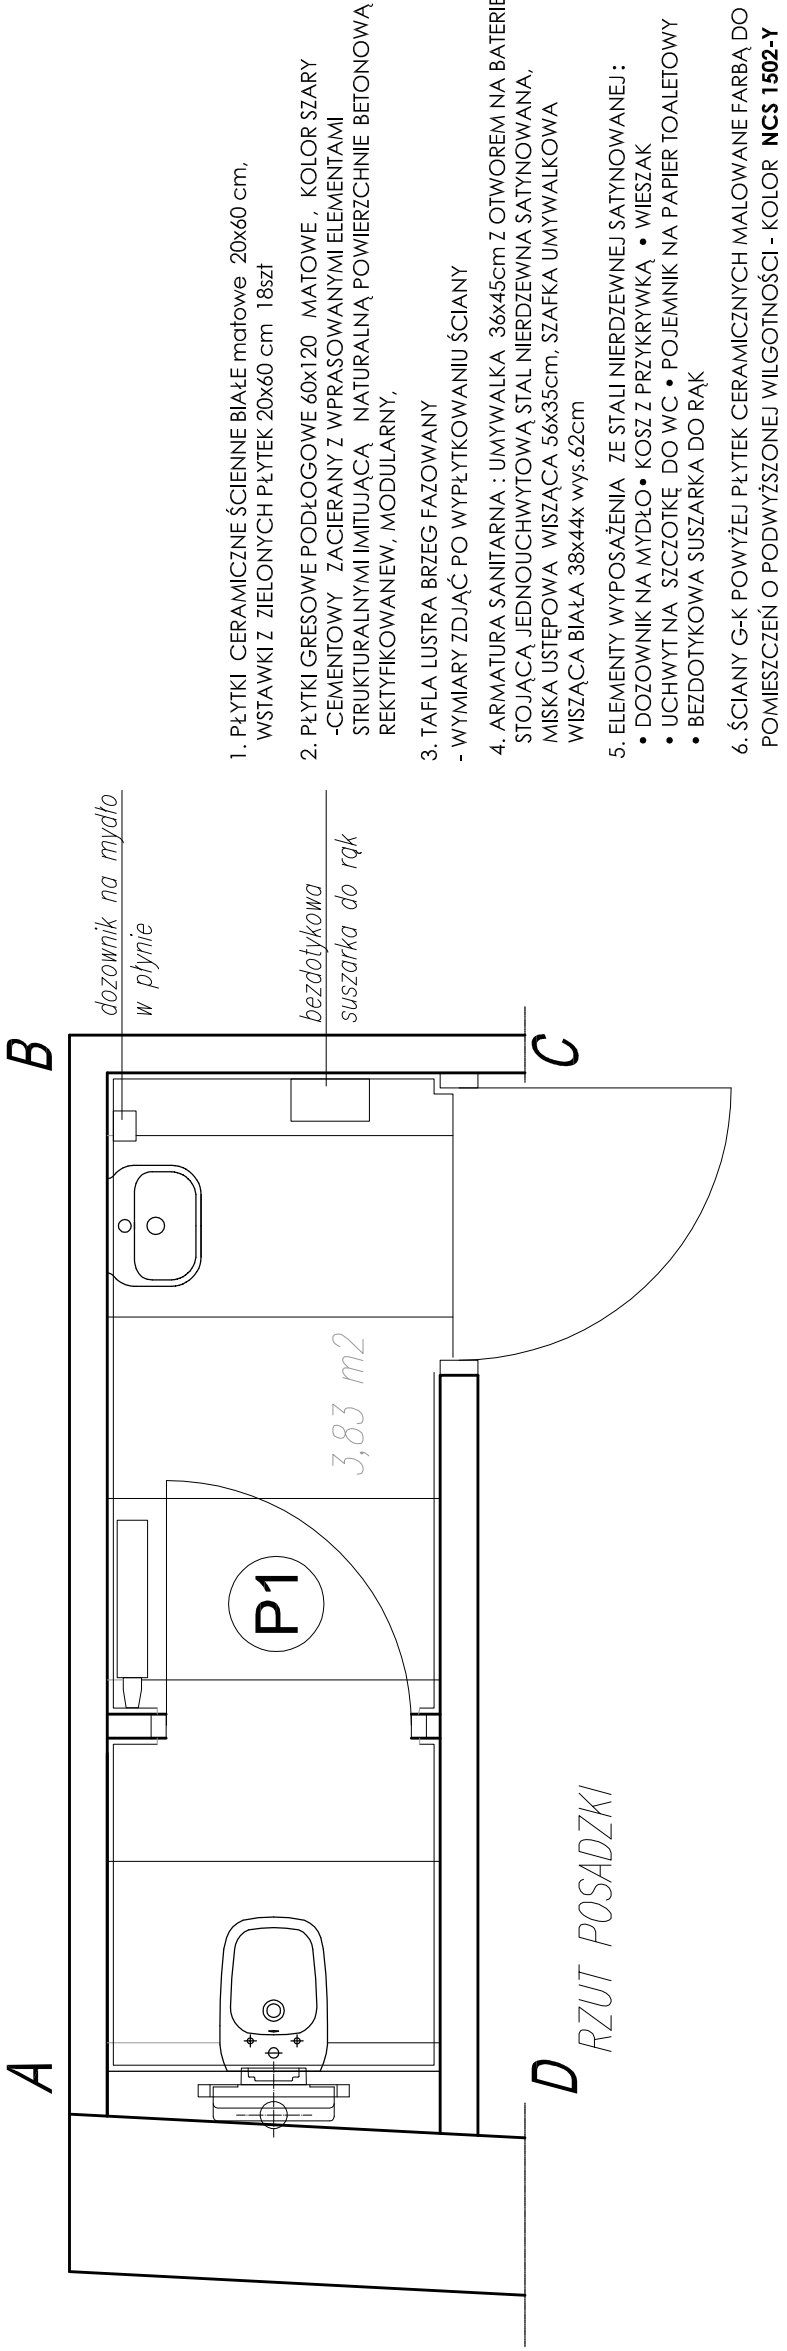 A
B
dozownik na mydło
w płynie
bezdotykowa
suszarka do rąk
3,83 m2
P1
D
C
RZUT POSADZKI
1. PŁYTKI CERAMICZNE ŚCIENNE BIAŁE matowe 20x60 cm,
WSTAWKI Z ZIELONYCH PŁYTEK 20x60 cm 18szt
2. PŁYTKI GRESOWE PODŁOGOWE 60x120 MATOWE , KOLOR SZARY
-CEMENTOWY ZACIERANY Z WPRASOWANYMI ELEMENTAMI
STRUKTURALNYMI IMITUJĄCĄ NATURALNĄ POWIERZCHNIE BETONOWĄ
REKTYFIKOWANEW, MODULARNY,
3. TAFLA LUSTRA BRZEG FAZOWANY
- WYMIARY ZDJĄĆ PO WYPŁYTKOWANIU ŚCIANY
4. ARMATURA SANITARNA : UMYWALKA 36x45cm Z OTWOREM NA BATERIE
STOJĄCĄ JEDNOUCHWYTOWĄ STAL NIERDZEWNA SATYNOWANA,
MISKA USTĘPOWA WISZĄCA 56x35cm, SZAFKA UMYWALKOWA
WISZĄCA BIAŁA 38x44x wys.62cm
5. ELEMENTY WYPOSAŻENIA ZE STALI NIERDZEWNEJ SATYNOWANEJ :
• DOZOWNIK NA MYDŁO • KOSZ Z PRZYKRYWKĄ • WIESZAK
• UCHWYT NA SZCZOTKĘ DO WC • POJEMNIK NA PAPIER TOALETOWY
• BEZDOTYKOWA SUSZARKA DO RĄK
6. ŚCIANY G-K POWYŻEJ PŁYTEK CERAMICZNYCH MALOWANE FARBĄ DO
POMIESZCZEŃ O PODWYŻSZONEJ WILGOTNOŚCI - KOLOR NCS 1502-Y